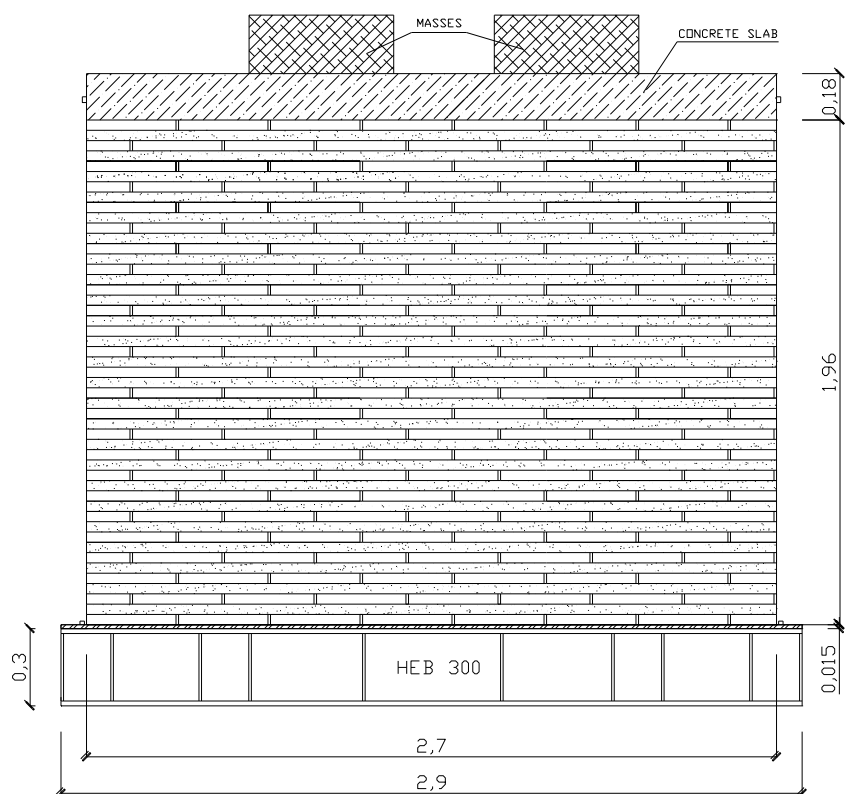 MASSES
CONCRETE SLAB
0,18
1,96
0,3
HEB 300
0,015
2,7
2,9